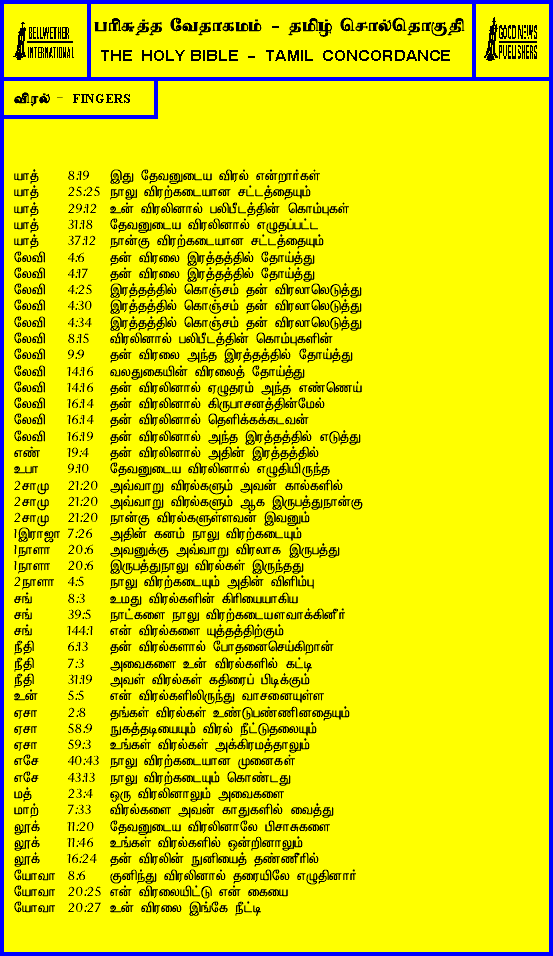 BELLWETHER
INTERNATIONAL
பரிசுத்த வேதாகமம் - தமிழ் சொல்தொகுதி
THE HOLY BIBLE - TAMIL CONCORDANCE
GOOD NEWS
PUBLISHERS
விரல் - FINGERS
யாத் 8:19 இது தேவனுடைய விரல் என்றார்கள்
யாத் 25:25 நாலு விரற்கடையான சட்டத்தையும்
யாத் 29:12 உன் விரலினால் பலிபீடத்தின் கொம்புகள்
யாத் 31:18 தேவனுடைய விரலினால் எழுதப்பட்ட
யாத் 37:12 நான்கு விரற்கடையான சட்டத்தையும்
லேவி 4:6 தன் விரலை இரத்தத்தில் தோய்த்து
லேவி 4:17 தன் விரலை இரத்தத்தில் தோய்த்து
லேவி 4:25 இரத்தத்தில் கொஞ்சம் தன் விரலாலெடுத்து
லேவி 4:30 இரத்தத்தில் கொஞ்சம் தன் விரலாலெடுத்து
லேவி 4:34 இரத்தத்தில் கொஞ்சம் தன் விரலாலெடுத்து
லேவி 8:15 விரலினால் பலிபீடத்தின் கொம்புகளின்
லேவி 9:9 தன் விரலை அந்த இரத்தத்தில் தோய்த்து
லேவி 14:16 வலதுகையின் விரலைத் தோய்த்து
லேவி 14:16 தன் விரலினால் ஏழுதரம் அந்த எண்ணெய்
லேவி 16:14 தன் விரலினால் கிருபாசனத்தின்மேல்
லேவி 16:14 தன் விரலினால் தெளிக்கக்கடவன்
லேவி 16:19 தன் விரலினால் அந்த இரத்தத்தில் எடுத்து
எண் 19:4 தன் விரலினால் அதின் இரத்தத்தில்
உபா 9:10 தேவனுடைய விரலினால் எழுதியிருந்த
2சாமு 21:20 அவ்வாறு விரல்களும் அவன் கால்களில்
2சாமு 21:20 அவ்வாறு விரல்களும் ஆக இருபத்துநான்கு
2சாமு 21:20 நான்கு விரல்களுள்ளவன் இவனும்
1இராஜா 7:26 அதின் கனம் நாலு விரற்கடையும்
1நாளா 20:6 அவனுக்கு அவ்வாறு விரலாக இருபத்து
1நாளா 20:6 இருபத்துநாலு விரல்கள் இருந்தது
2நாளா 4:5 நாலு விரற்கடையும் அதின் விளிம்பு
சங் 8:3 உமது விரல்களின் கிரியையாகிய
சங் 39:5 நாட்களை நாலு விரற்கடையளவாக்கினீர்
சங் 144:1 என் விரல்களை யுத்தத்திற்கும்
நீதி 6:13 தன் விரல்களால் போதனைசெய்கிறான்
நீதி 7:3 அவைகளை உன் விரல்களில் கட்டி
நீதி 31:19 அவள் விரல்கள் கதிரைப் பிடிக்கும்
உன் 5:5 என் விரல்களிலிருந்து வாசனையுள்ள
ஏசா 2:8 தங்கள் விரல்கள் உண்டுபண்ணினதையும்
ஏசா 58:9 நுகத்தடியையும் விரல் நீட்டுதலையும்
ஏசா 59:3 உங்கள் விரல்கள் அக்கிரமத்தாலும்
எசே 40:43 நாலு விரற்கடையான முனைகள்
எசே 43:13 நாலு விரற்கடையும் கொண்டது
மத் 23:4 ஒரு விரலினாலும் அவைகளை
மாற் 7:33 விரல்களை அவன் காதுகளில் வைத்து
லூக் 11:20 தேவனுடைய விரலினாலே பிசாசுகளை
லூக் 11:46 உங்கள் விரல்களில் ஒன்றினாலும்
லூக் 16:24 தன் விரலின் நுனியைத் தண்ணீரில்
யோவா 8:6 குனிந்து விரலினால் தரையிலே எழுதினார்
யோவா 20:25 என் விரலையிட்டு என் கையை
யோவா 20:27 உன் விரலை இங்கே நீட்டி